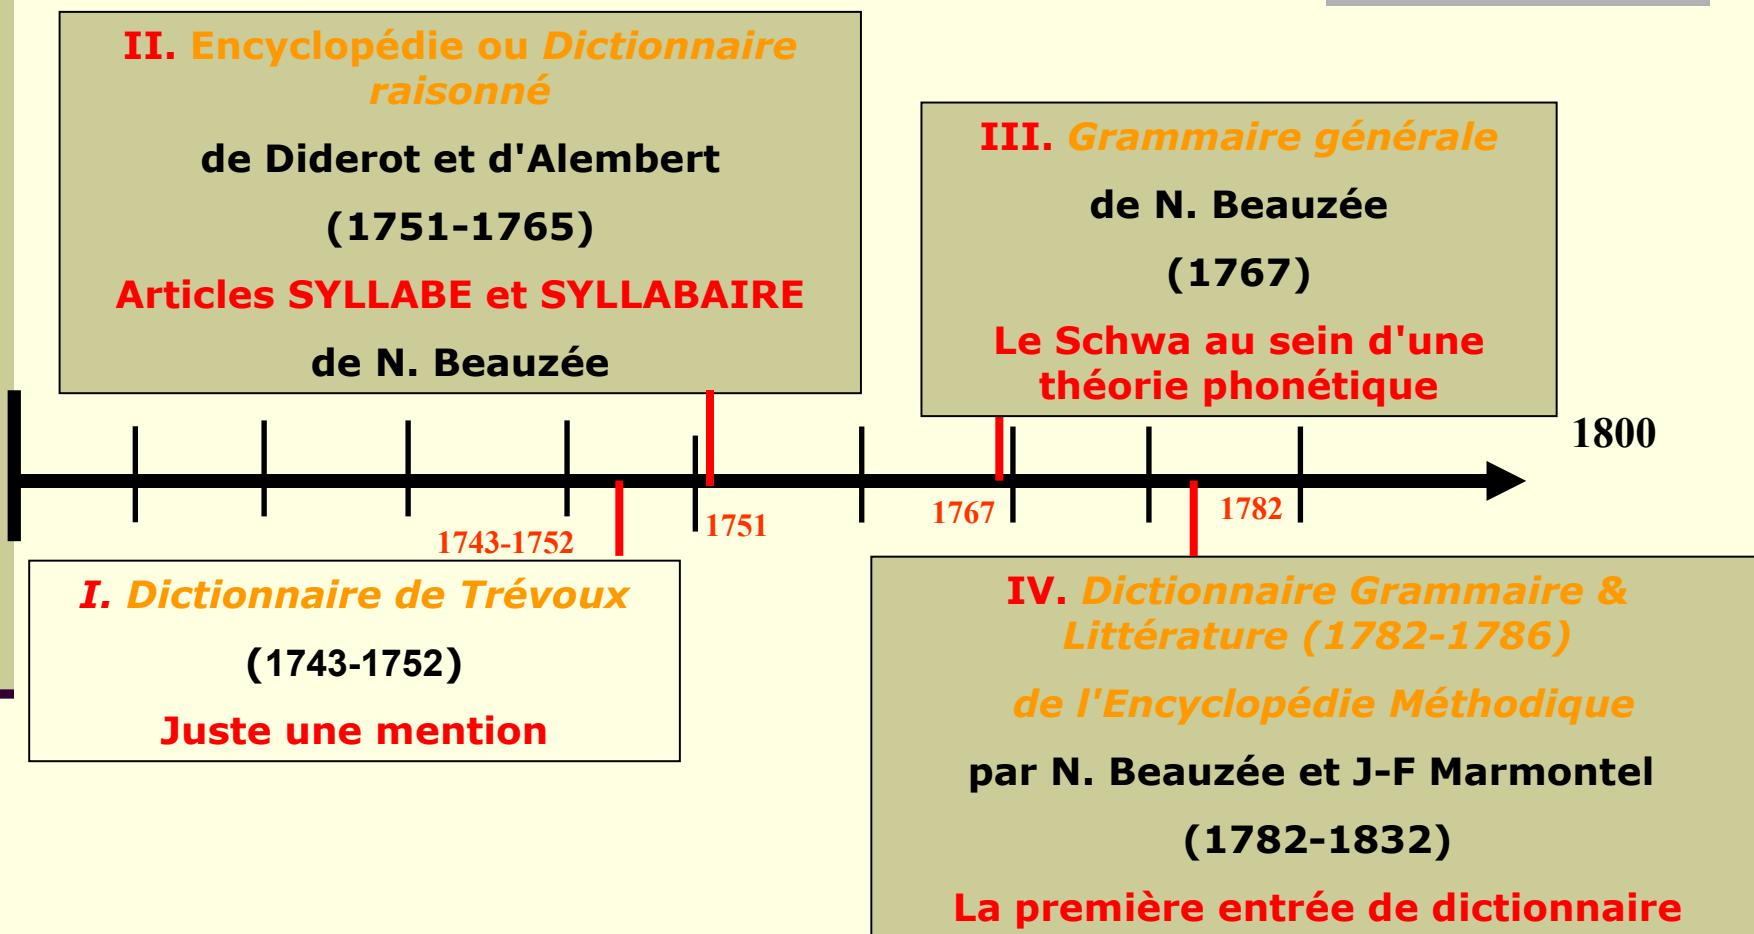 II. Encyclopédie ou Dictionnaire
raisonné
de Diderot et d'Alembert
(1751-1765)
Articles SYLLABE et SYLLABAIRE
de N. Beauzée
III. Grammaire générale
de N. Beauzée
(1767)
Le Schwa au sein d'une
théorie phonétique
1800
1743-1752
1751
1767
1782
I. Dictionnaire de Trévoux
(1743-1752)
Juste une mention
IV. Dictionnaire Grammaire &
Littérature (1782-1786)
de l'Encyclopédie Méthodique
par N. Beauzée et J-F Marmontel
(1782-1832)
La première entrée de dictionnaire